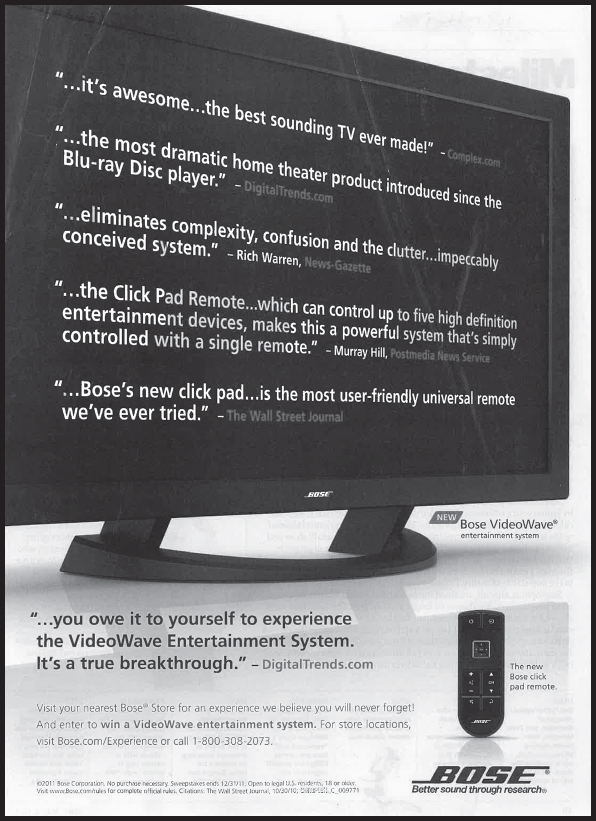 “...it’s awesome...the best sounding TV ever made!” – Complex.com
“...the most dramatic home theater product introduced since the
Blu-ray Disc player.” – DigitalTrends.com
“...eliminates complexity, confusion and the clutter...impeccably
conceived system.” – Rich Warren, News-Gazette
“...the Click Pad Remote...which can control up to five high definition
entertainment devices, makes this a powerful system that’s simply
controlled with a single remote.” – Murray Hill, Postmedia News Service
“...Bose’s new click pad...is the most user-friendly universal remote
we’ve ever tried.” – The Wall Street Journal
BOSE
NEW
Bose VideoWave®
entertainment system
“...you owe it to yourself to experience
the VideoWave Entertainment System.
It’s a true breakthrough.” – DigitalTrends.com
The new
Bose click
pad remote.
BOSE
Visit your nearest Bose® Store for an experience we believe you will never forget!
And enter to win a VideoWave entertainment system. For store locations,
visit Bose.com/Experience or call 1-800-308-2073.
©2011 Bose Corporation. No purchase necessary. Sweepstakes ends 12/31/11. Open to legal U.S. residents, 18 or older.
Visit www.Bose.com/rules for complete official rules. Citations: The Wall Street Journal, 10/30/10; C_009771
BOSE®
Better sound through research®